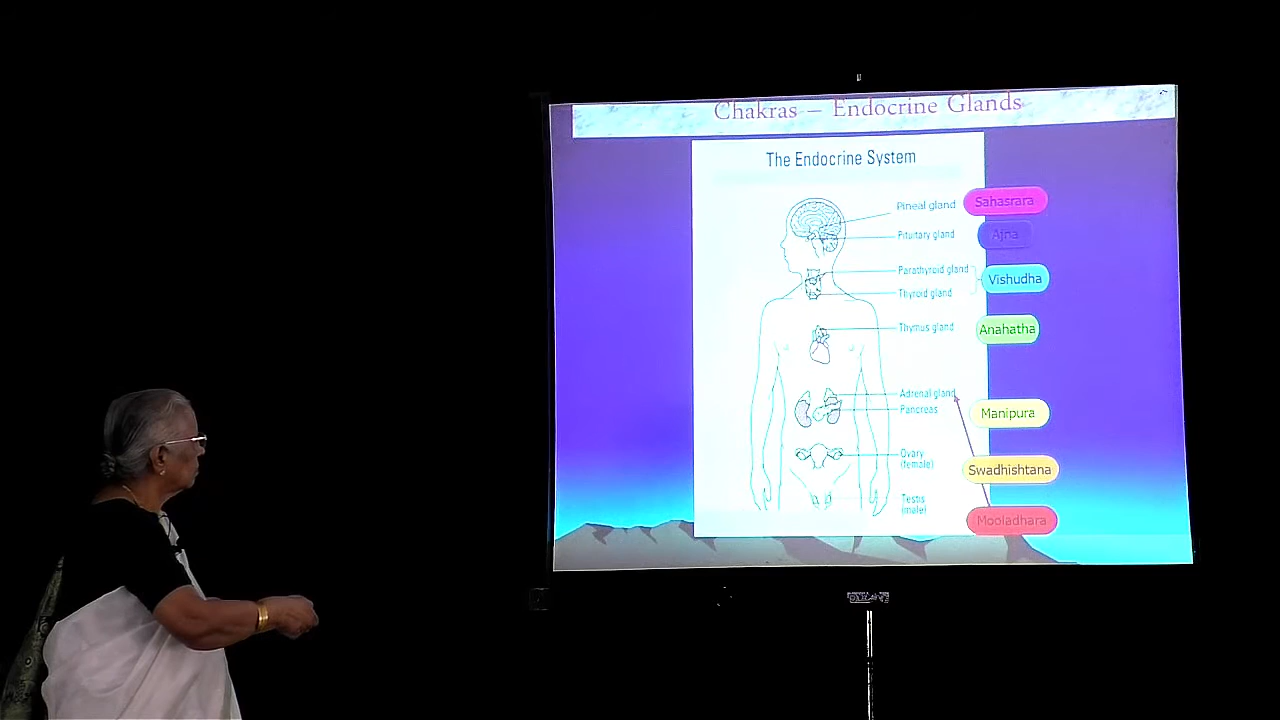 Chakras – Endocrine Glands
The Endocrine System
Pineal gland
Sahasrara
Pituitary gland
Ajna
Parathyroid gland
Vishudha
Thyroid gland
Thymus gland
Anahatha
Adrenal gland
Pancreas
Manipura
Ovary
(female)
Swadhishtana
Testis
(male)
Mooladhara